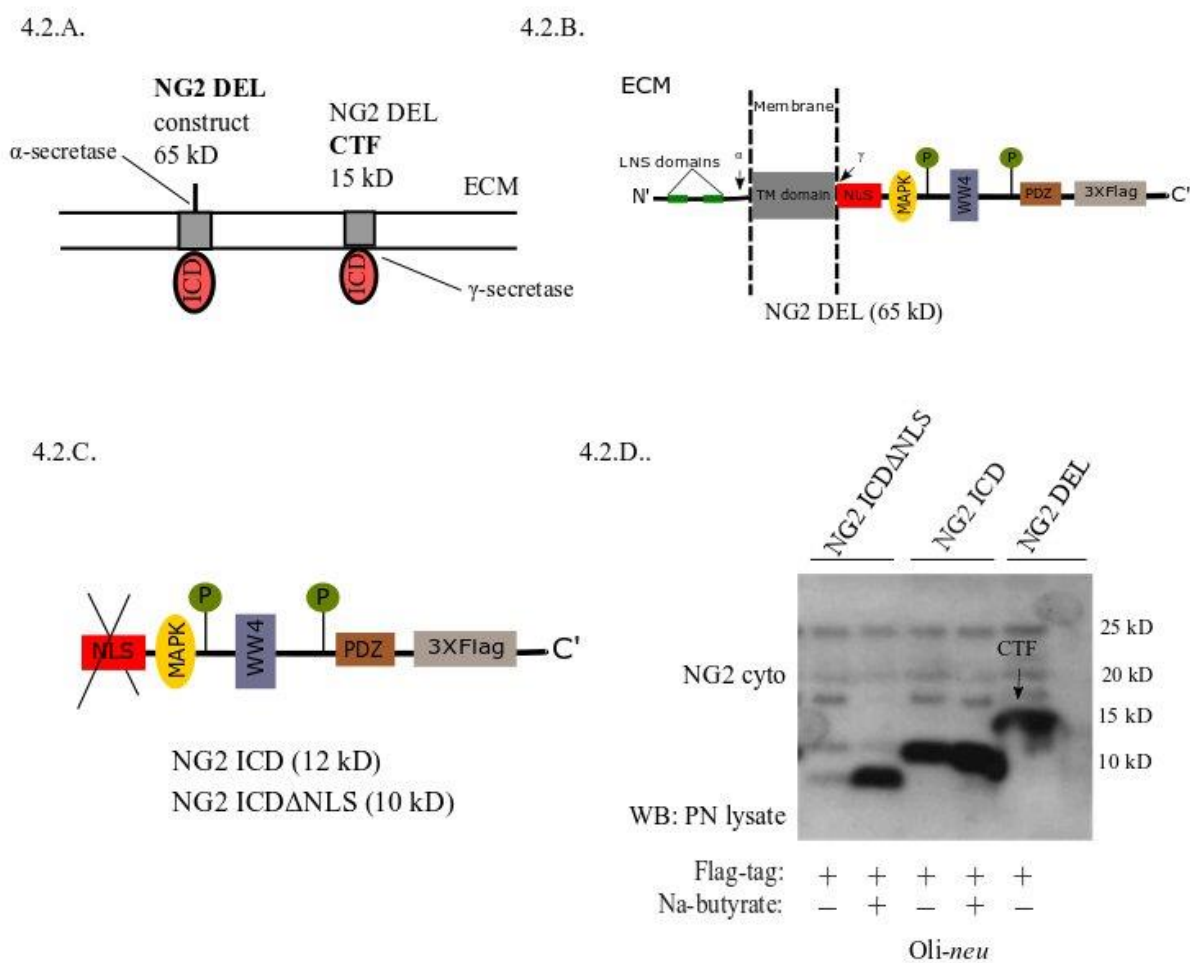 4.2.A.
NG2 DEL
construct
65 kD
α-secretase
NG2 DEL
CTF
15 kD
ECM
ICD
ICD
γ-secretase
4.2.B.
ECM
Membrane
LNS domains
α
γ
N'
TM domain
NLS
MAPK
P
WW4
P
PDZ
3XFlag
C'
NG2 DEL (65 kD)
4.2.C.
NLS
MAPK
P
WW4
P
PDZ
3XFlag
C'
NG2 ICD (12 kD)
NG2 ICDΔNLS (10 kD)
4.2.D..
NG2 ICDΔNLS
NG2 ICD
NG2 DEL
25 kD
CTF
NG2 cyto
20 kD
15 kD
10 kD
WB: PN lysate
Flag-tag: + + + + +
Na-butyrate: − + − + −
Oli-neu